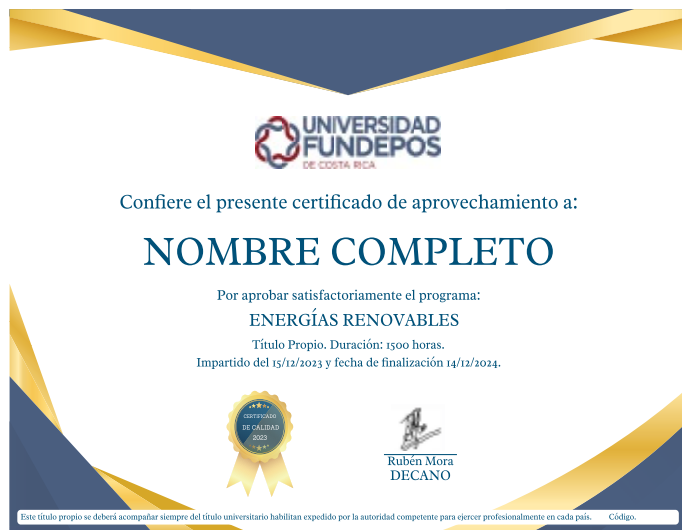 UNIVERSIDAD
FUNDEPOS
DE COSTA RICA
Confiere el presente certificado de aprovechamiento a:
NOMBRE COMPLETO
Por aprobar satisfactoriamente el programa:
ENERGÍAS RENOVABLES
Título Propio. Duración: 1500 horas.
Impartido del 15/12/2023 y fecha de finalización 14/12/2024.
CERTIFICADO
DE CALIDAD
2023
Rubén Mora
DECANO
Este título propio se deberá acompañar siempre del título universitario habilitan expedido por la autoridad competente para ejercer profesionalmente en cada país. Código.